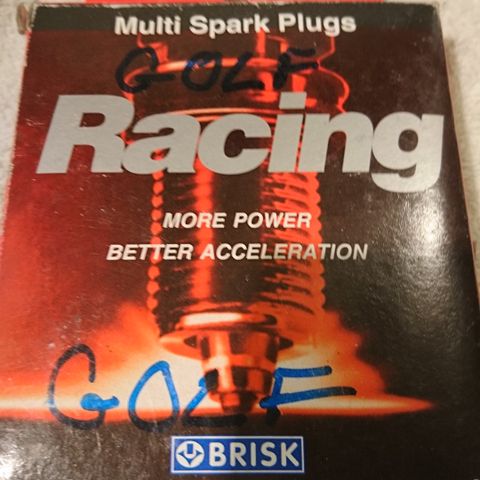 Multi Spark Plugs
GOLF
Racing
MORE POWER
BETTER ACCELERATION
GOLF
BRISK